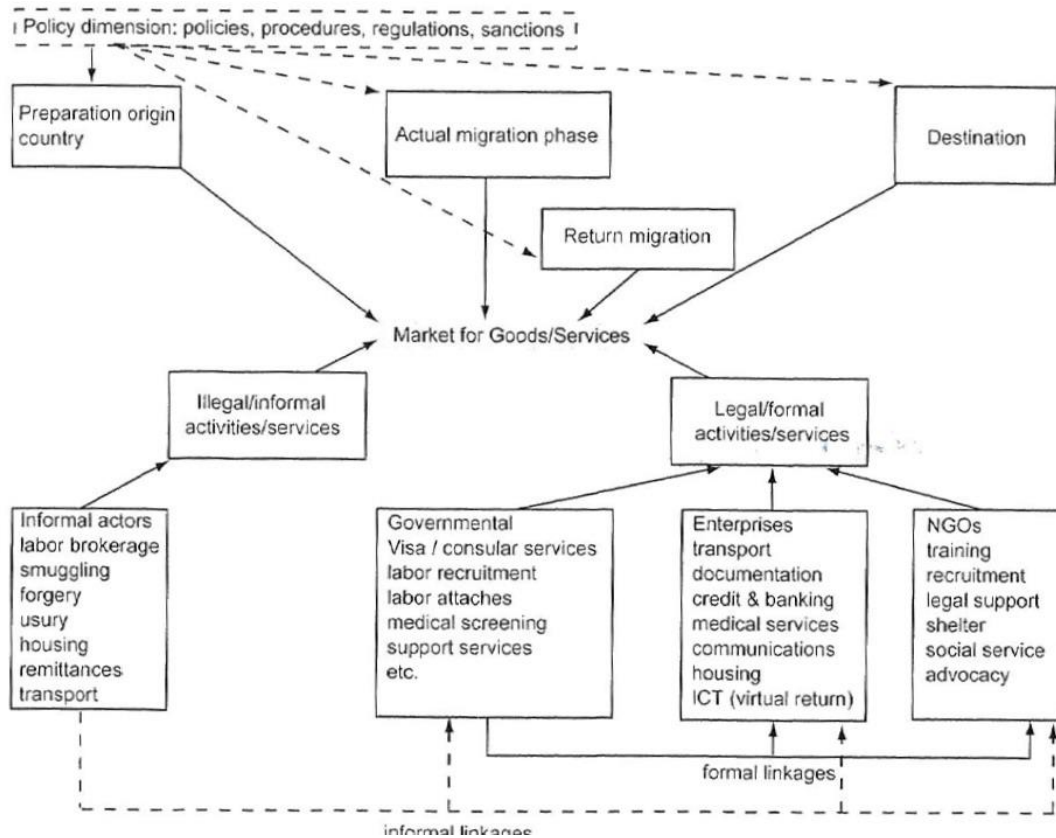 Policy dimension: policies, procedures, regulations, sanctions
Preparation origin
country
Actual migration phase
Destination
Return migration
Market for Goods/Services
Illegal/informal
activities/services
Legal/formal
activities/services
Informal actors
labor brokerage
smuggling
forgery
usury
housing
remittances
transport
Governmental
Visa / consular services
labor recruitment
labor attaches
medical screening
support services
etc.
Enterprises
transport
documentation
credit & banking
medical services
communications
housing
ICT (virtual return)
NGOs
training
recruitment
legal support
shelter
social service
advocacy
formal linkages
informal linkages